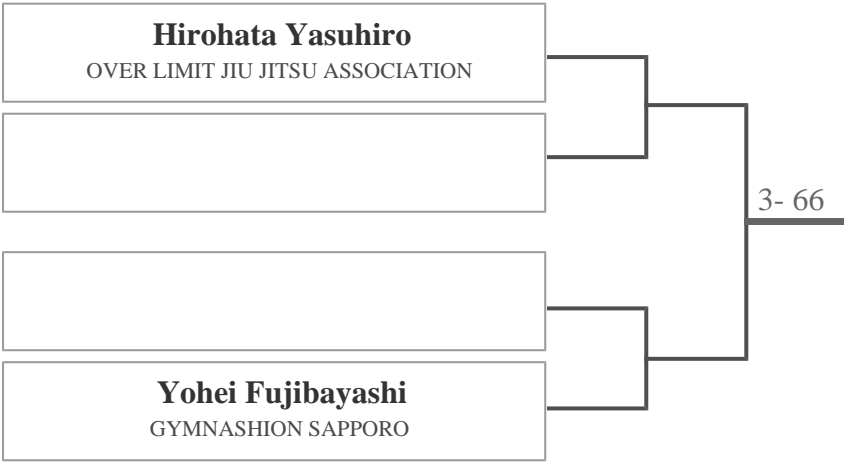 Hirohata Yasuhiro
OVER LIMIT JIU JITSU ASSOCIATION
3- 66
Yohei Fujibayashi
GYMNASHION SAPPORO